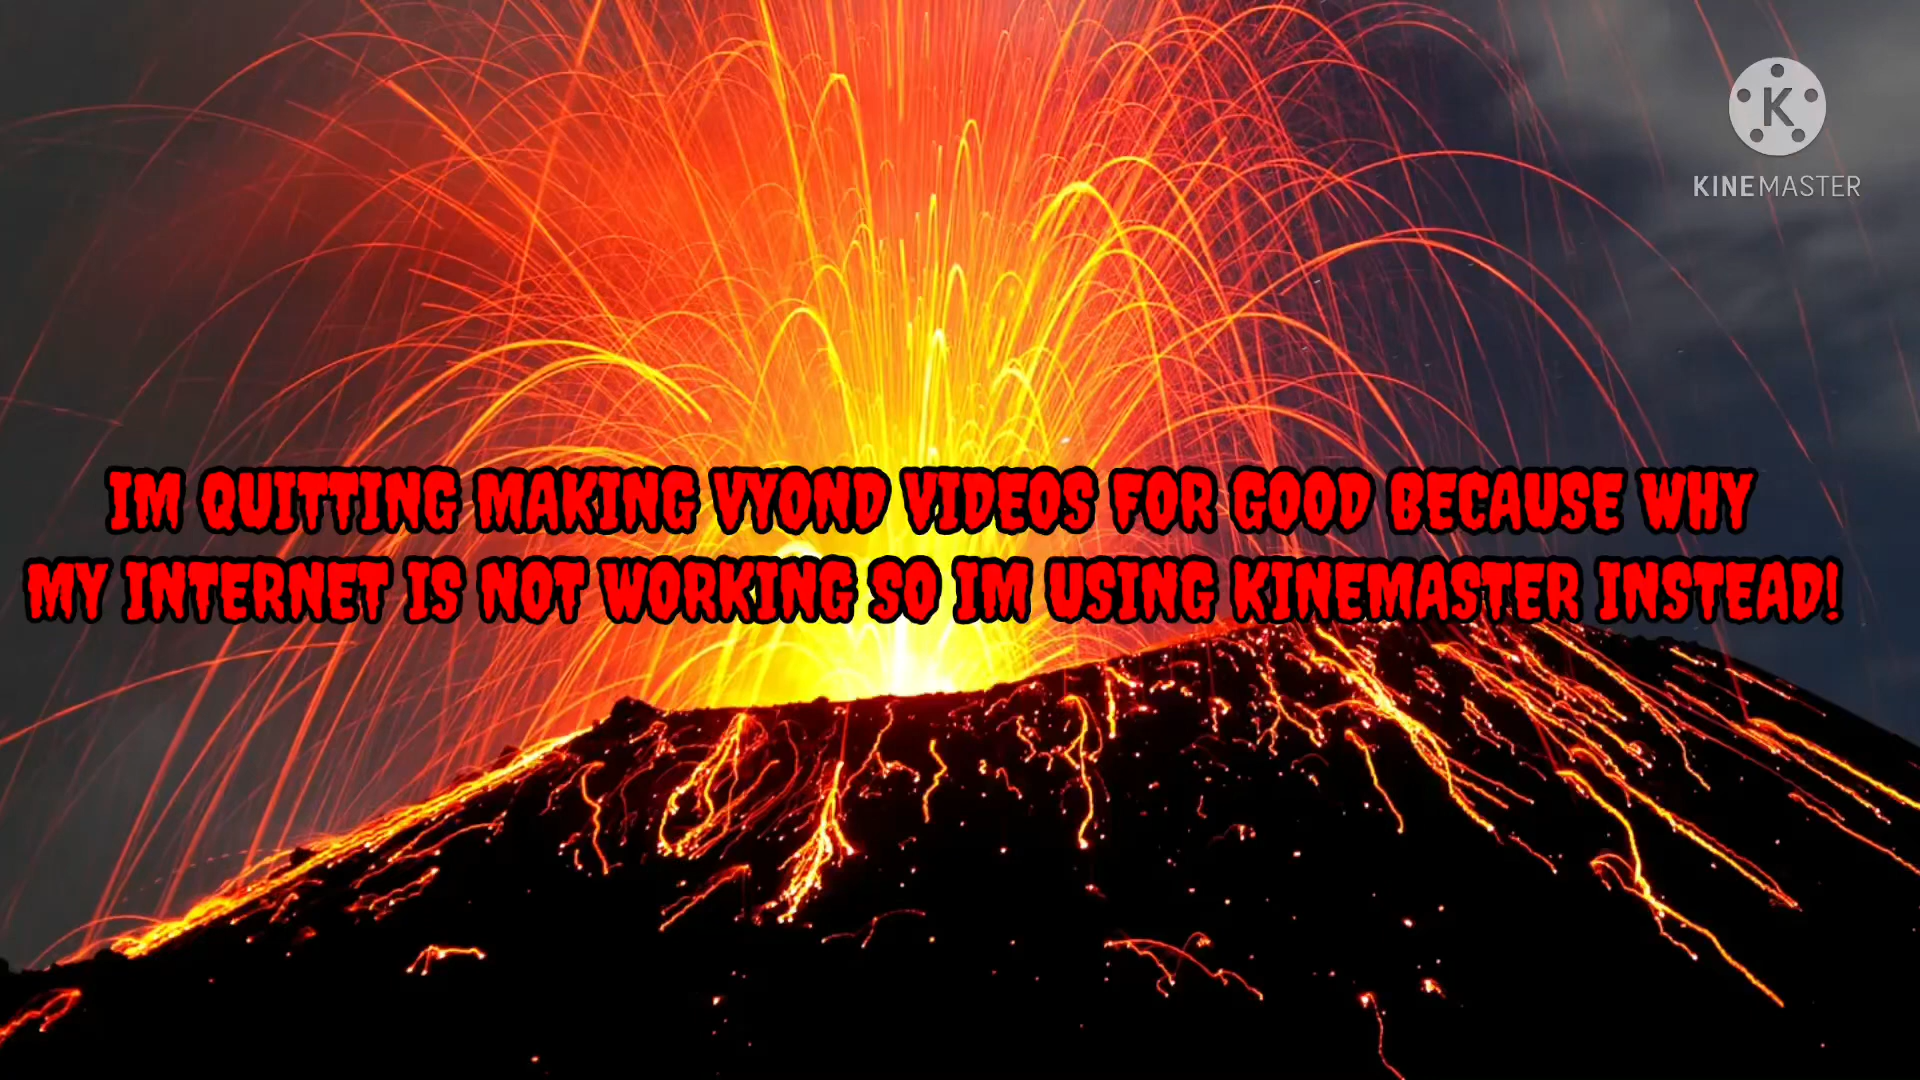 K
KINEMASTER
IM QUITTING MAKING VYOND VIDEOS FOR GOOD BECAUSE WHY
MY INTERNET IS NOT WORKING SO IM USING KINEMASTER INSTEAD!